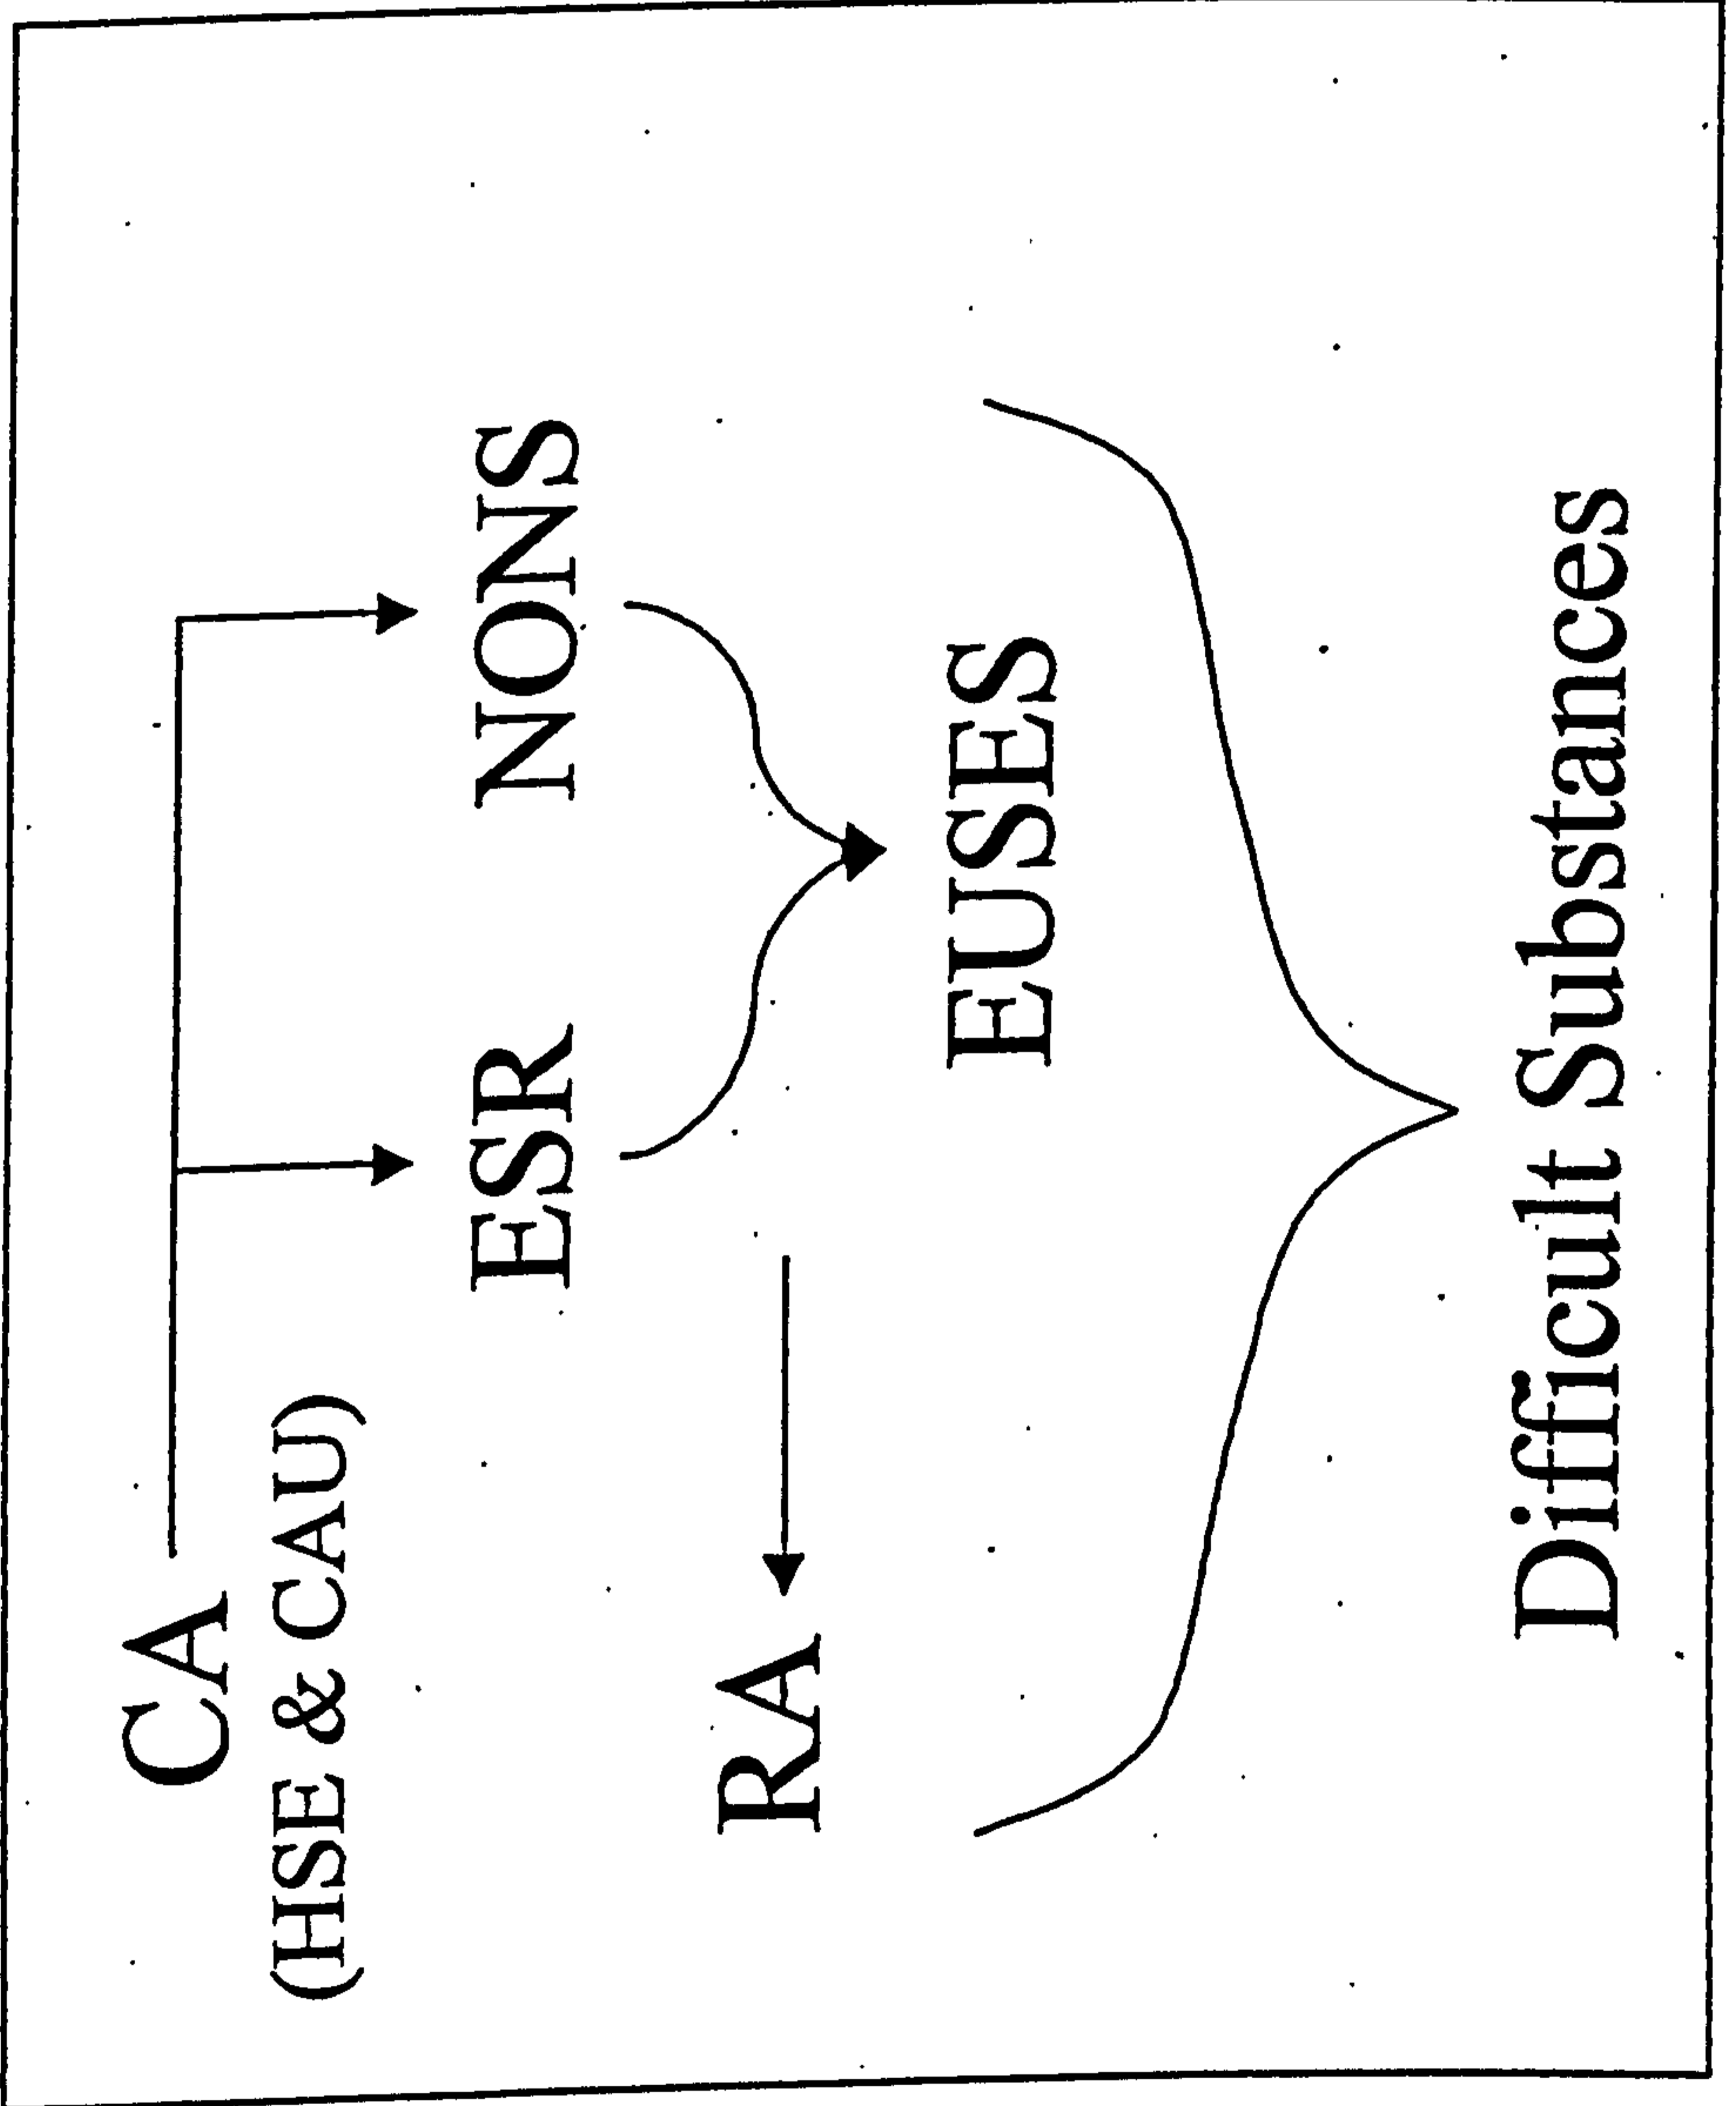 CA
(HSE & CAU)
ESR NONS
RA
EUSES
Difficult Substances